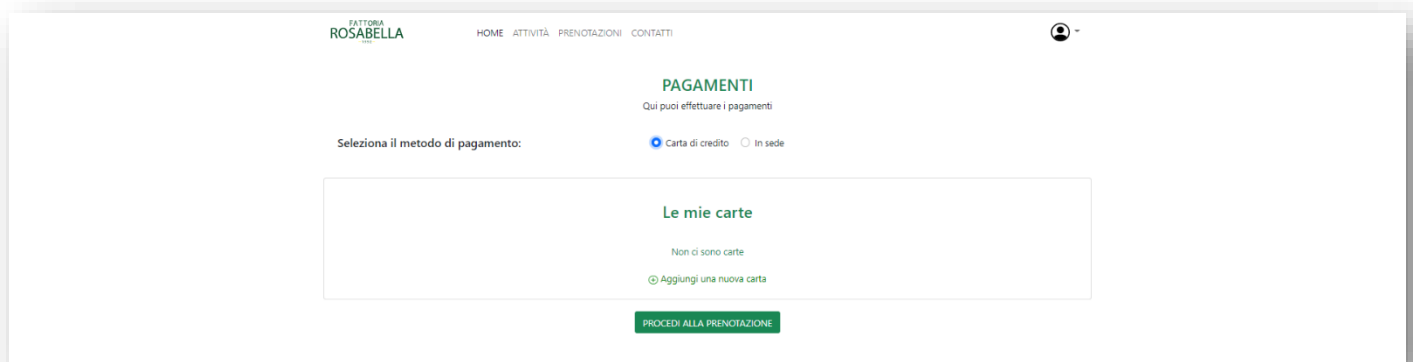 FATTORIA
ROSABELLA
HOME ATTIVITÀ PRENOTAZIONI CONTATTI
PAGAMENTI
Qui puoi effettuare i pagamenti
Seleziona il metodo di pagamento: Carta di credito In sede
Le mie carte
Non ci sono carte
Aggiungi una nuova carta
PROCEDI ALLA PRENOTAZIONE